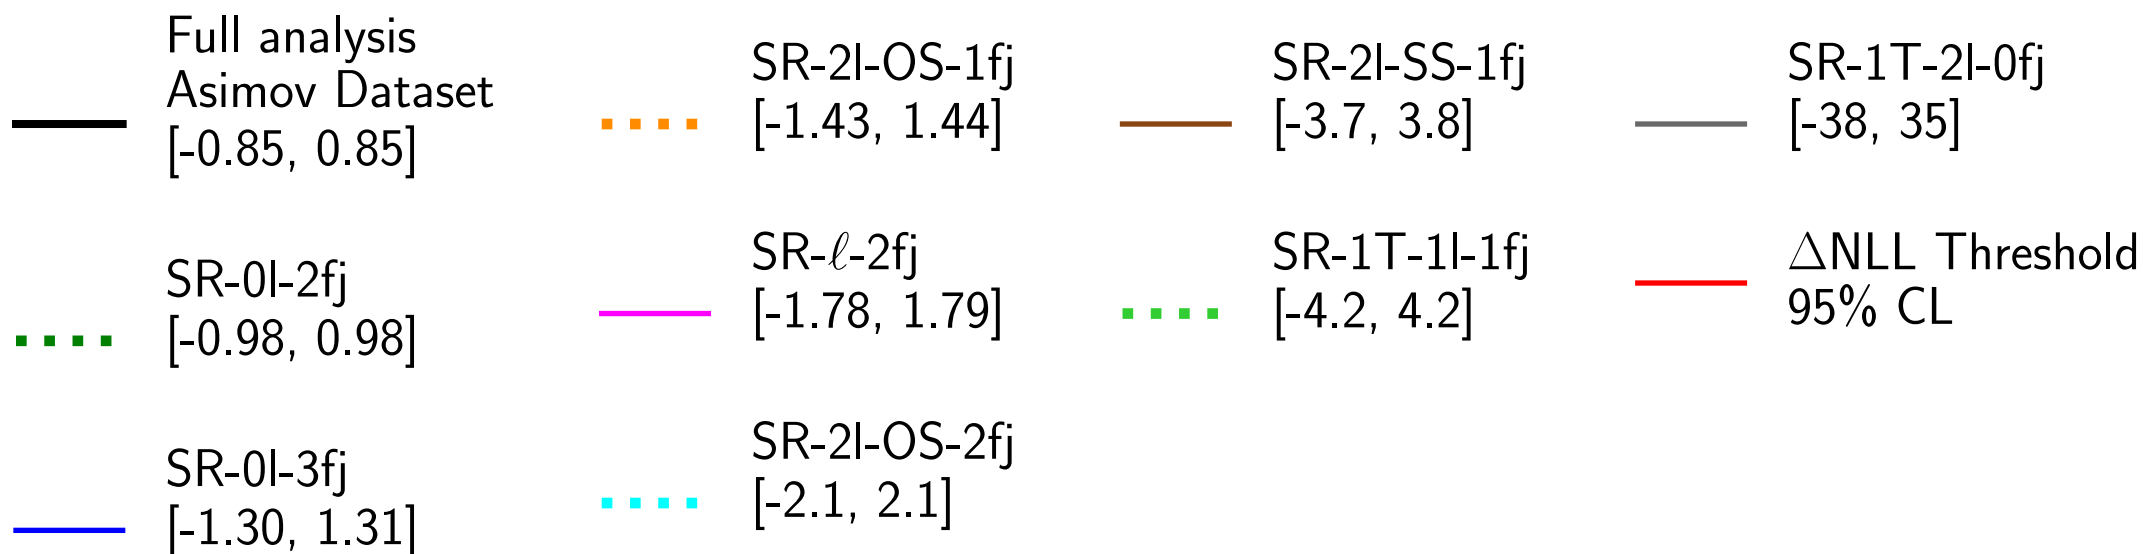 Full analysis
Asimov Dataset
[-0.85, 0.85]
SR-0l-2fj
[-0.98, 0.98]
SR-0l-3fj
[-1.30, 1.31]
SR-2l-OS-1fj
[-1.43, 1.44]
SR-ℓ-2fj
[-1.78, 1.79]
SR-2l-OS-2fj
[-2.1, 2.1]
SR-2l-SS-1fj
[-3.7, 3.8]
SR-1T-1l-1fj
[-4.2, 4.2]
SR-1T-2l-0fj
[-38, 35]
ΔNLL Threshold
95% CL